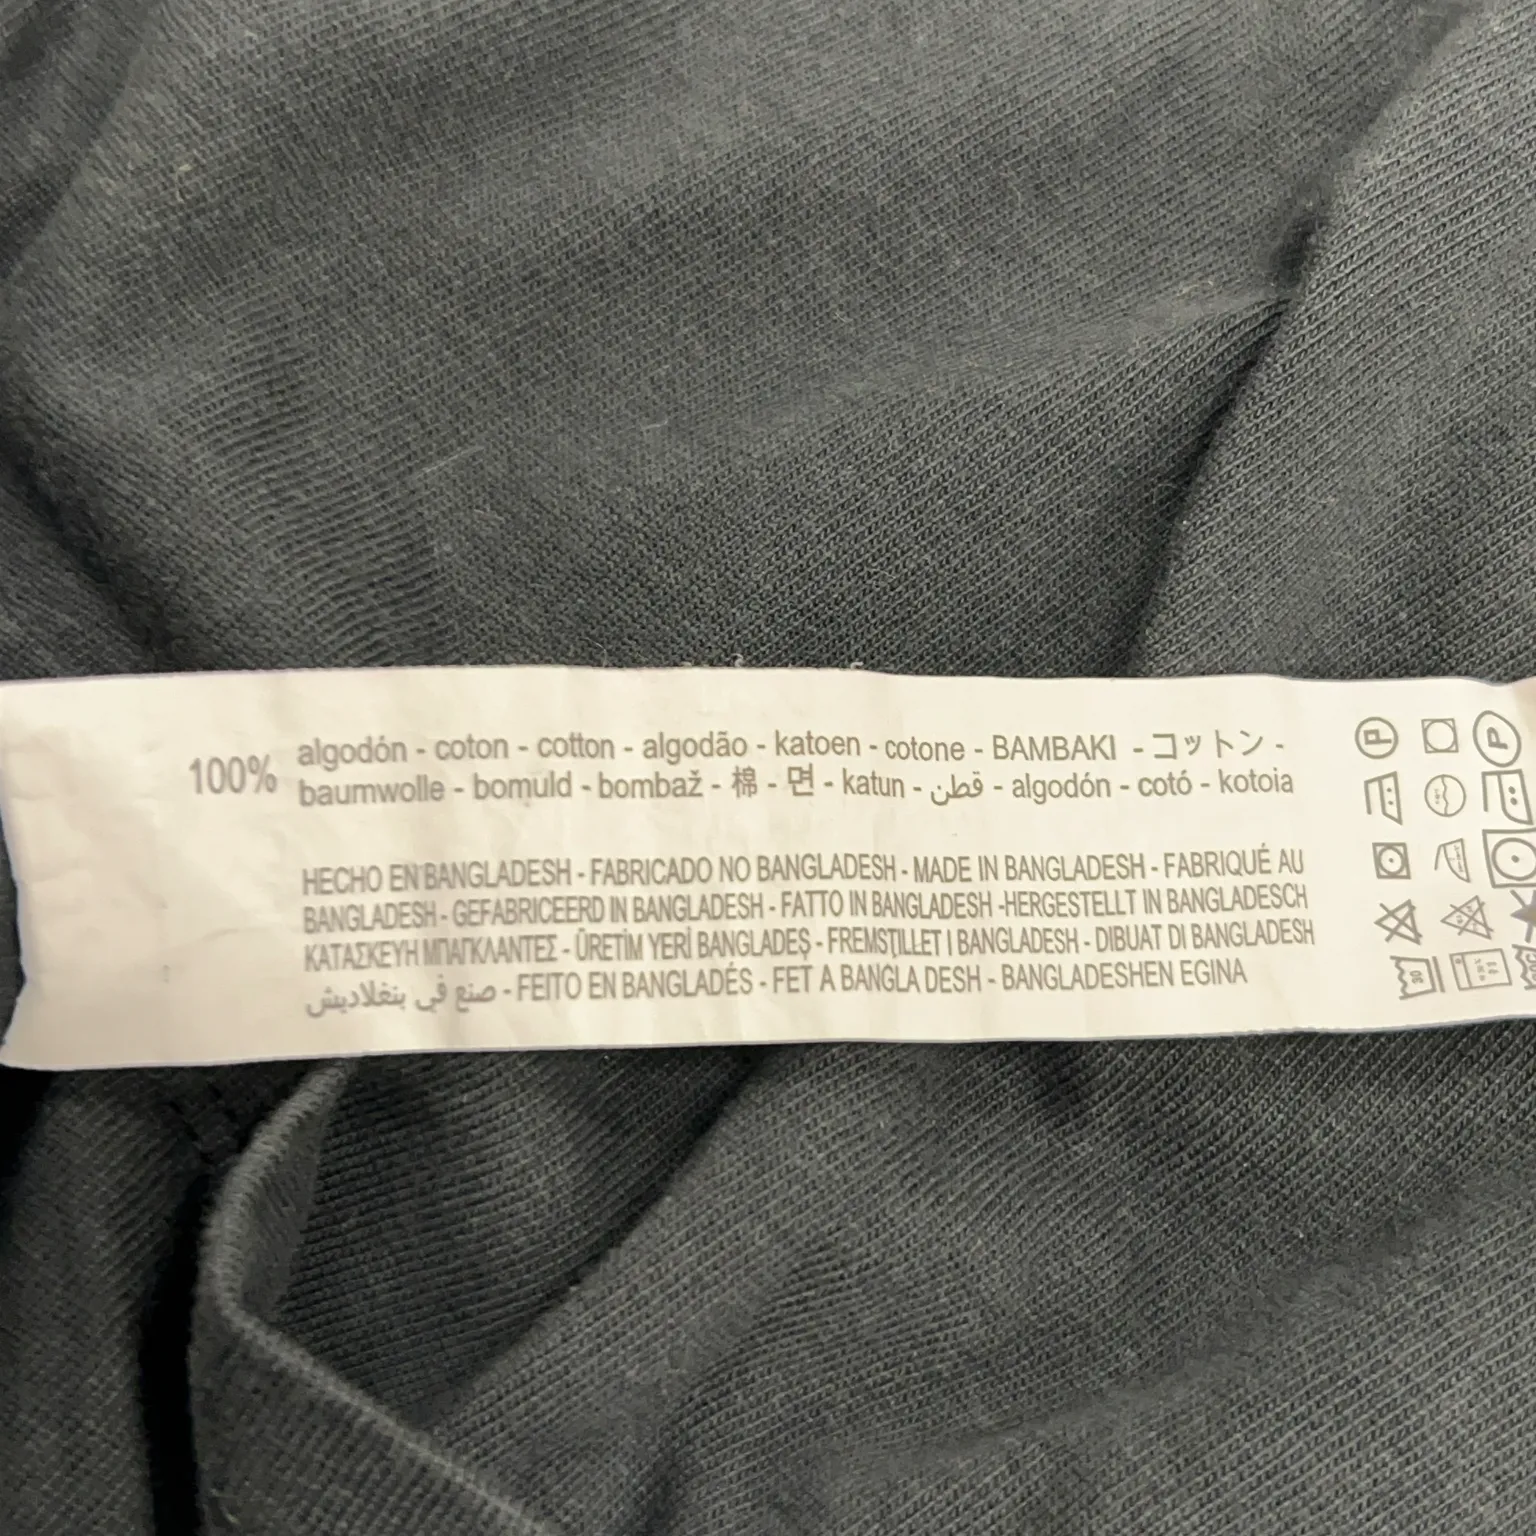 100% algodón - coton - cotton - algodão - katoen - cotone - BAMBAKI - コットン -
baumwolle - bomuld - bombaž - 棉 - 면 - katun - قطن - algodón - cotó - kotoia
HECHO EN BANGLADESH - FABRICADO NO BANGLADESH - MADE IN BANGLADESH - FABRIQUÉ AU
BANGLADESH - GEFABRICEERD IN BANGLADESH - FATTO IN BANGLADESH -HERGESTELLT IN BANGLADESCH
ΚΑΤΑΣΚΕΥΗ ΜΠΑΓΚΛΑΝΤΕΣ - ÜRETİM YERİ BANGLADEŞ - FREMSTILLET I BANGLADESH - DIBUAT DI BANGLADESH
صنع في بنغلاديش - FEITO EN BANGLADÉS - FET A BANGLA DESH - BANGLADESHEN EGINA
P
P
30